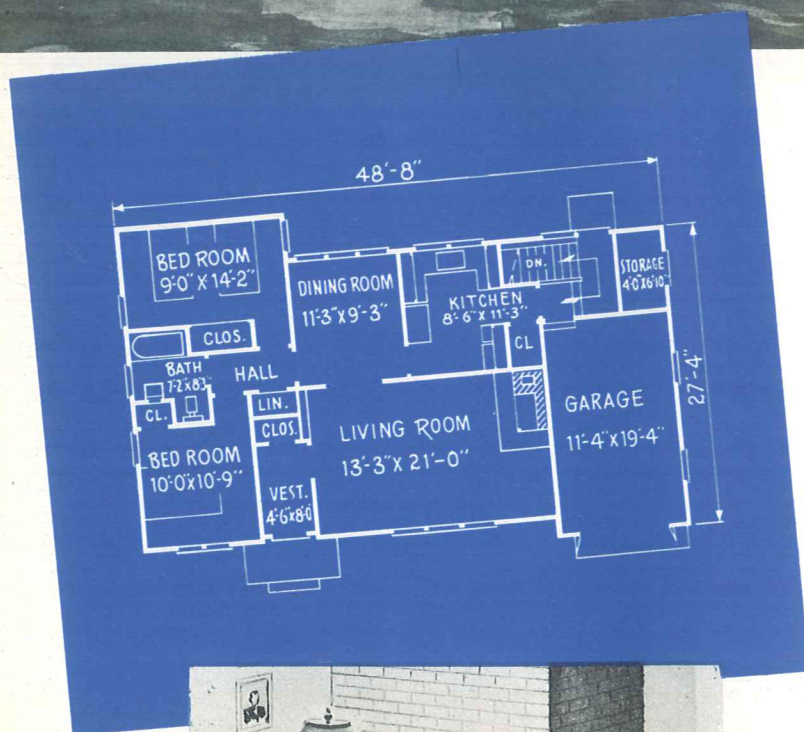 48'-8"
BED ROOM
9'-0" X 14'-2"
DINING ROOM
11'-3" X 9'-3"
KITCHEN
8'-6" X 11'-3"
DN.
STORAGE
4'-0" X 6'-10"
CLOS.
BATH
7'-2" X 8'-3"
HALL
CL
27'-4"
CL.
LIN.
CLOS.
LIVING ROOM
13'-3" X 21'-0"
GARAGE
11'-4" X 19'-4"
BED ROOM
10'-0" X 10'-9"
VEST.
4'-6" X 8'-0"